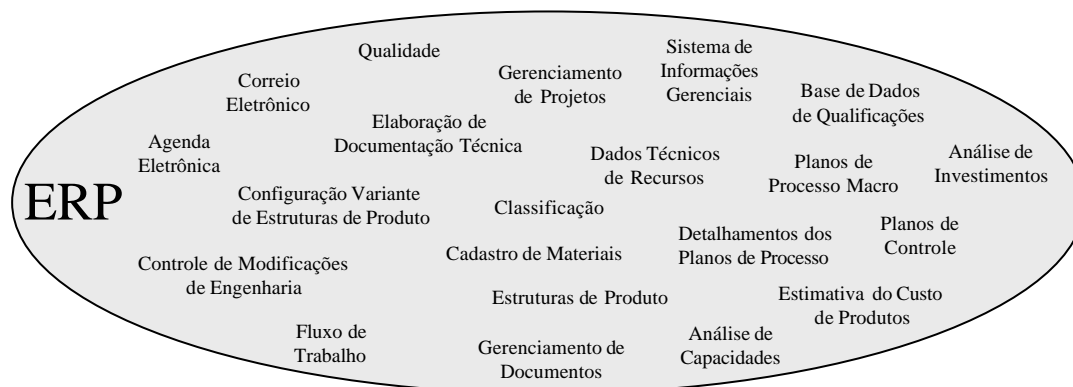 Qualidade
Correio
Eletrônico
Gerenciamento
de Projetos
Sistema de
Informações
Gerenciais
Base de Dados
de Qualificações
Agenda
Eletrônica
Elaboração de
Documentação Técnica
Dados Técnicos
de Recursos
Planos de
Processo Macro
Análise de
Investimentos
ERP
Configuração Variante
de Estruturas de Produto
Classificação
Cadastro de Materiais
Detalhamentos dos
Planos de Processo
Planos de
Controle
Controle de Modificações
de Engenharia
Estruturas de Produto
Estimativa do Custo
de Produtos
Fluxo de
Trabalho
Gerenciamento de
Documentos
Análise de
Capacidades